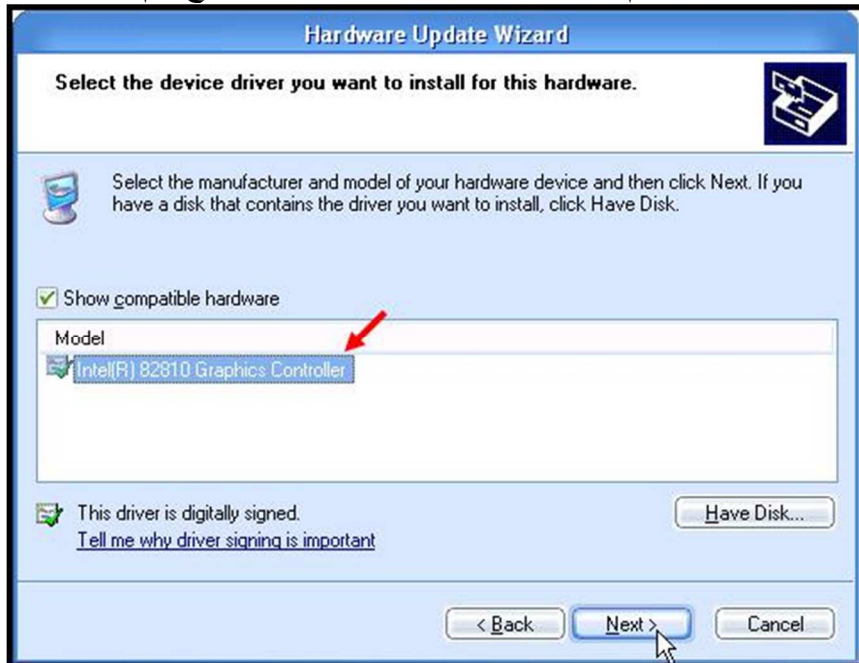 Hardware Update Wizard
Select the device driver you want to install for this hardware.
Select the manufacturer and model of your hardware device and then click Next. If you
have a disk that contains the driver you want to install, click Have Disk.
Show compatible hardware
Model
Intel(R) 82810 Graphics Controller
This driver is digitally signed.
Have Disk...
Tell me why driver signing is important
< Back
Next >
Cancel